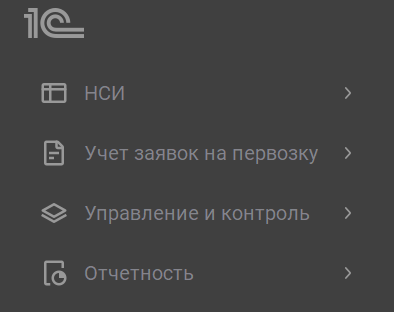 1С
НСИ
Учет заявок на первозку
Управление и контроль
Отчетность